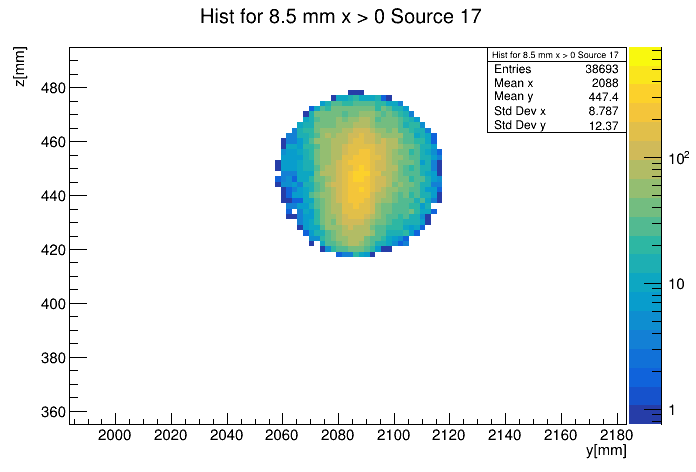 Hist for 8.5 mm x > 0 Source 17
z[mm]
Hist for 8.5 mm x > 0 Source 17
Entries 38693
Mean x 2088
Mean y 447.4
Std Dev x 8.787
Std Dev y 12.37
480
460
440
420
400
380
360
2000 2020 2040 2060 2080 2100 2120 2140 2160 2180
y[mm]
10²
10
1